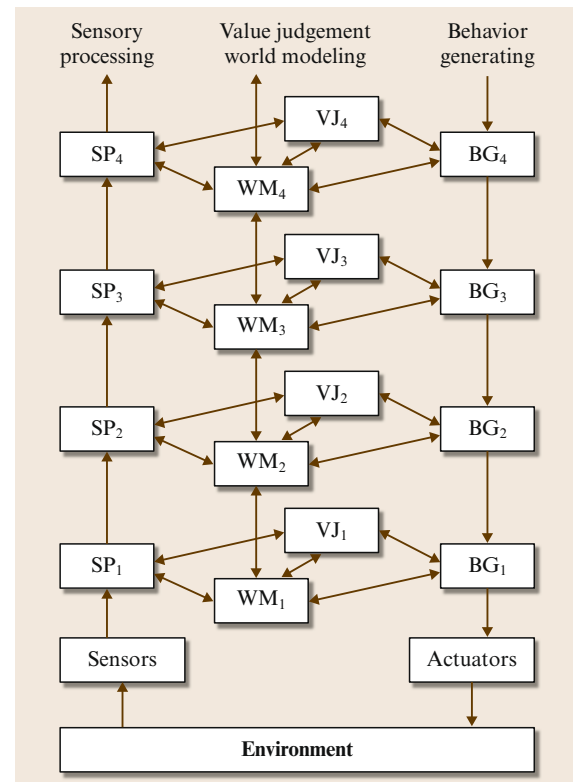 Sensory
processing
Value judgement
world modeling
Behavior
generating
VJ₄
SP₄
BG₄
WM₄
VJ₃
SP₃
BG₃
WM₃
VJ₂
SP₂
BG₂
WM₂
VJ₁
SP₁
BG₁
WM₁
Sensors
Actuators
Environment